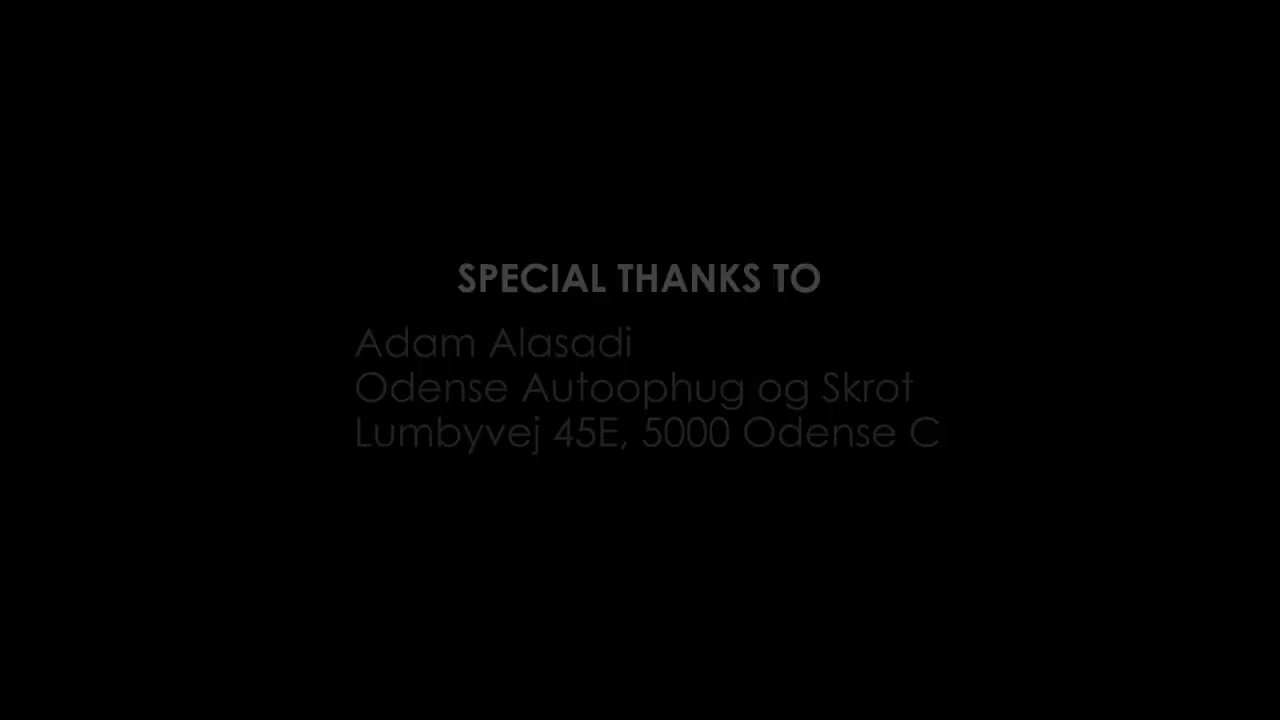 SPECIAL THANKS TO
Adam Alasadi
Odense Autoophug og Skrot
Lumbyvej 45E, 5000 Odense C